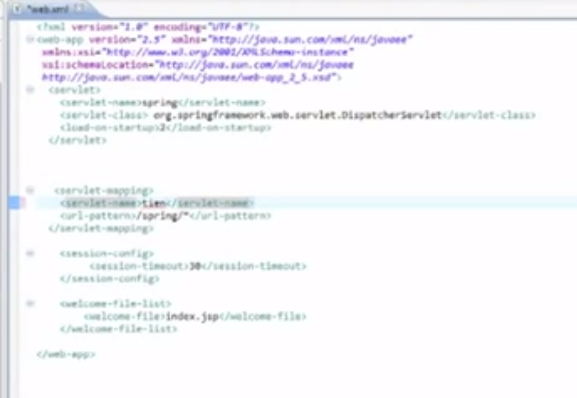 *web.xml
<?xml version="1.0" encoding="UTF-8"?>
<web-app version="2.5" xmlns="http://java.sun.com/xml/ns/javaee"
xmlns:xsi="http://www.w3.org/2001/XMLSchema-instance"
xsi:schemaLocation="http://java.sun.com/xml/ns/javaee
http://java.sun.com/xml/ns/javaee/web-app_2_5.xsd">
<servlet>
<servlet-name>spring</servlet-name>
<servlet-class> org.springframework.web.servlet.DispatcherServlet</servlet-class>
<load-on-startup>2</load-on-startup>
</servlet>
<servlet-mapping>
<servlet-name>tien</servlet-name>
<url-pattern>/spring/*</url-pattern>
</servlet-mapping>
<session-config>
<session-timeout>30</session-timeout>
</session-config>
<welcome-file-list>
<welcome-file>index.jsp</welcome-file>
</welcome-file-list>
</web-app>